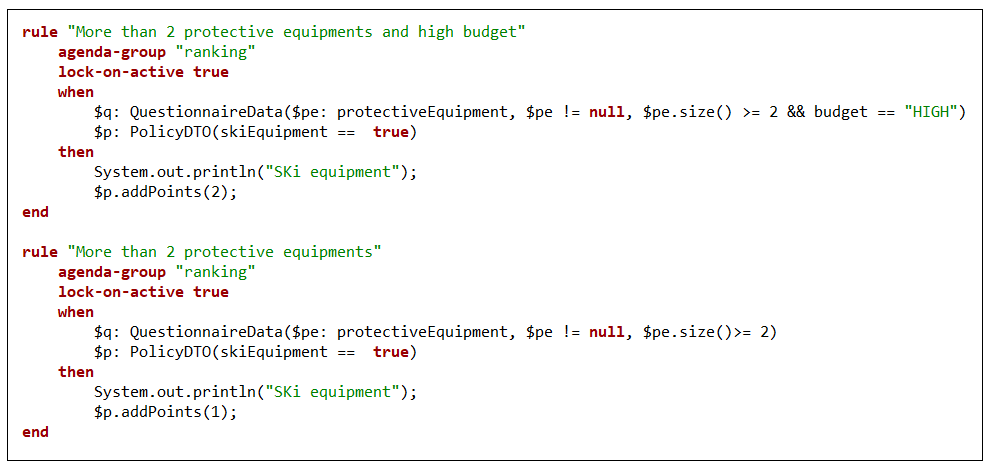 rule "More than 2 protective equipments and high budget"
    agenda-group "ranking"
    lock-on-active true
    when
        $q: QuestionnaireData($pe: protectiveEquipment, $pe != null, $pe.size() >= 2 && budget == "HIGH")
        $p: PolicyDTO(skiEquipment ==  true)
    then
        System.out.println("SKi equipment");
        $p.addPoints(2);
end

rule "More than 2 protective equipments"
    agenda-group "ranking"
    lock-on-active true
    when
        $q: QuestionnaireData($pe: protectiveEquipment, $pe != null, $pe.size()>= 2)
        $p: PolicyDTO(skiEquipment ==  true)
    then
        System.out.println("SKi equipment");
        $p.addPoints(1);
end